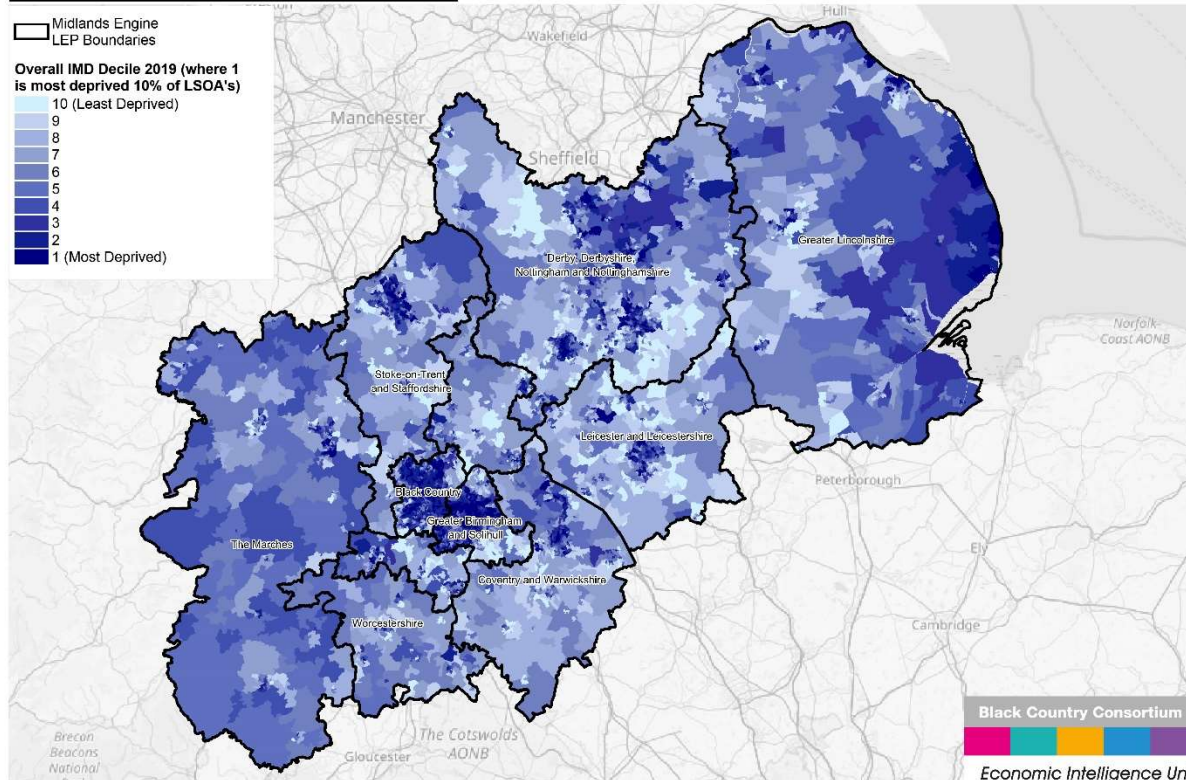 Midlands Engine
LEP Boundaries
Overall IMD Decile 2019 (where 1
is most deprived 10% of LSOA's)
10 (Least Deprived)
9
8
7
6
5
4
3
2
1 (Most Deprived)
Hull
Wakefield
Manchester
Sheffield
Greater Lincolnshire
Derby, Derbyshire,
Nottingham and Nottinghamshire
Norfolk
Coast AONB
Stoke-on-Trent
and Staffordshire
Leicester and Leicestershire
Peterborough
Black Country
Greater Birmingham
and Solihull
Ely
The Marches
Coventry and Warwickshire
Worcestershire
Cambridge
Black Country Consortium
Brecon
Beacons
National
The Cotswolds
AONB
Gloucester
Economic Intelligence Un